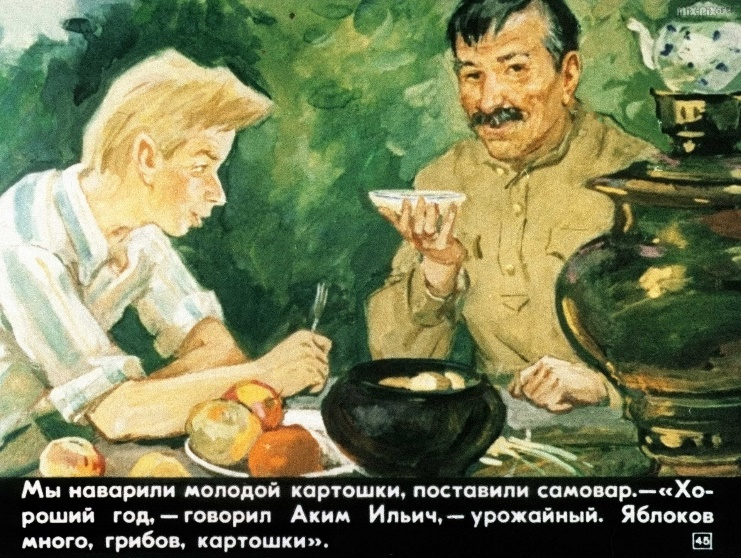 Мы наварили молодой картошки, поставили самовар.—«Хо-
роший год, — говорил Аким Ильич, — урожайный. Яблоков
много, грибов, картошки».
45